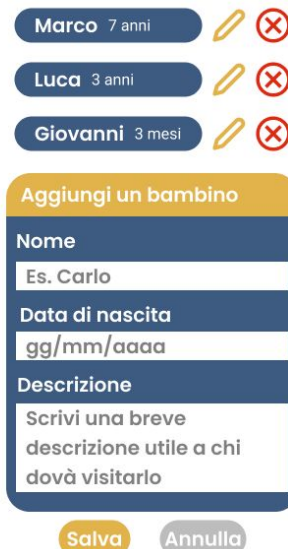 Marco 7 anni
Luca 3 anni
Giovanni 3 mesi
Aggiungi un bambino
Nome
Es. Carlo
Data di nascita
gg/mm/aaaa
Descrizione
Scrivi una breve
descrizione utile a chi
dovà visitarlo
Salva Annulla